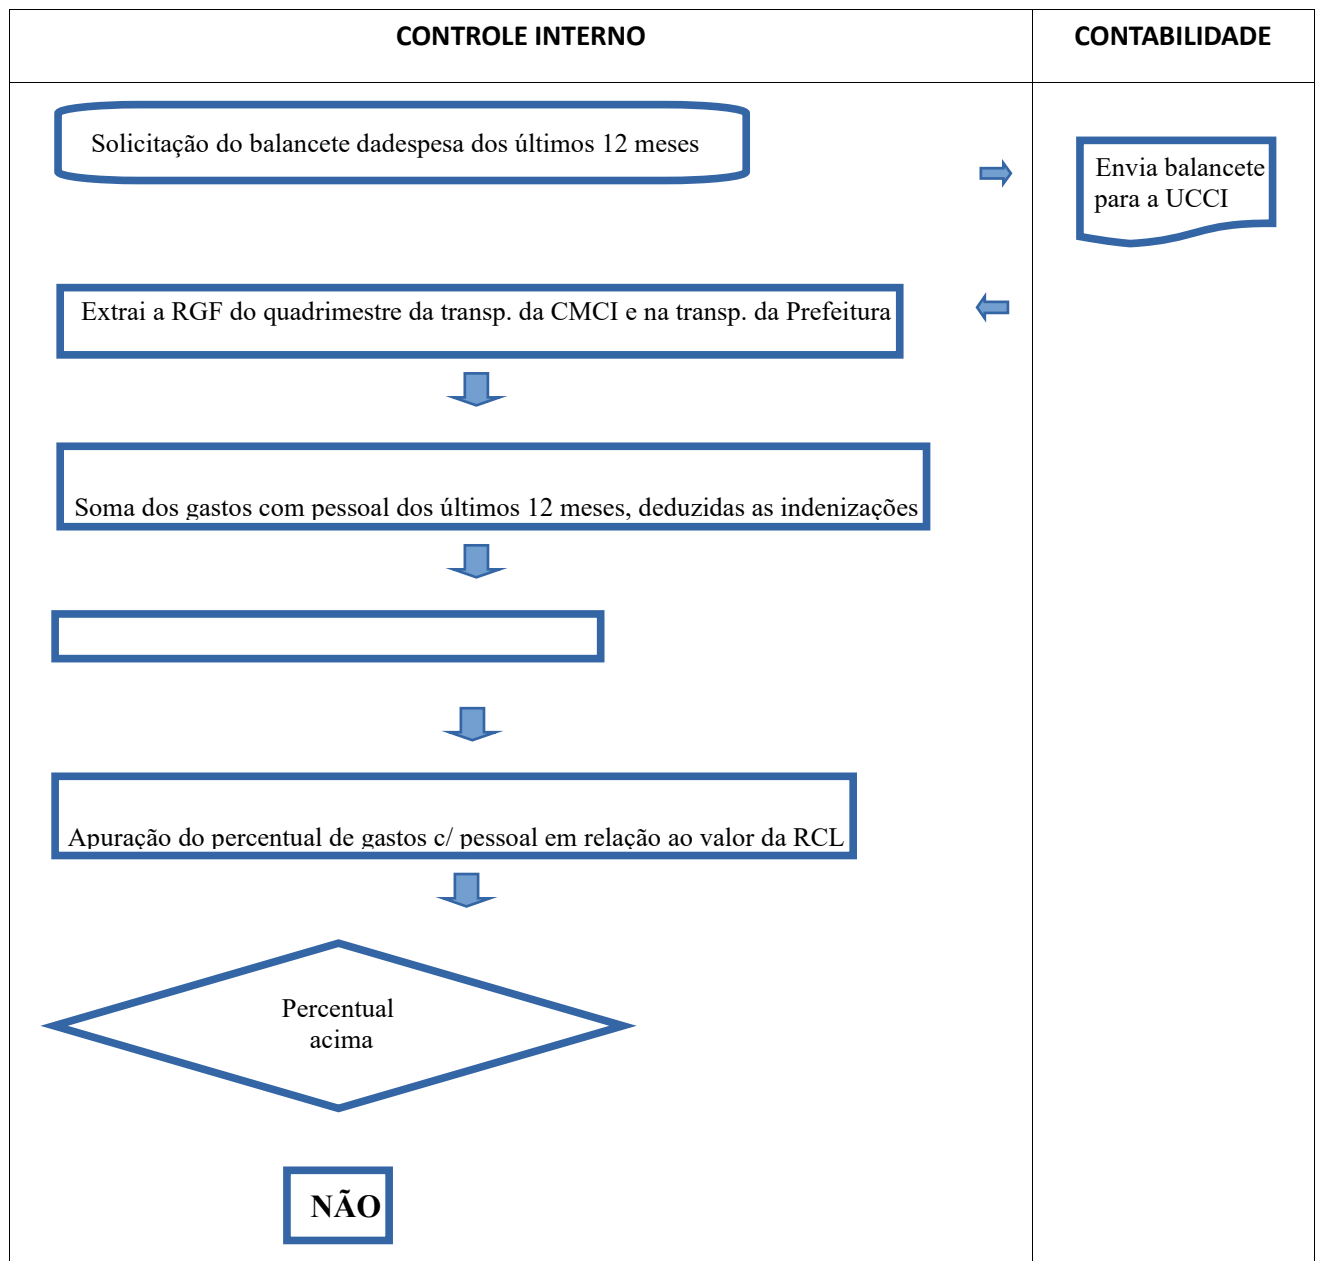 CONTROLE INTERNO
CONTABILIDADE
Solicitação do balancete dadespesa dos últimos 12 meses
Envia balancete
para a UCCI
Extrai a RGF do quadrimestre da transp. da CMCI e na transp. da Prefeitura
Soma dos gastos com pessoal dos últimos 12 meses, deduzidas as indenizações
Apuração do percentual de gastos c/ pessoal em relação ao valor da RCL
Percentual
acima
NÃO